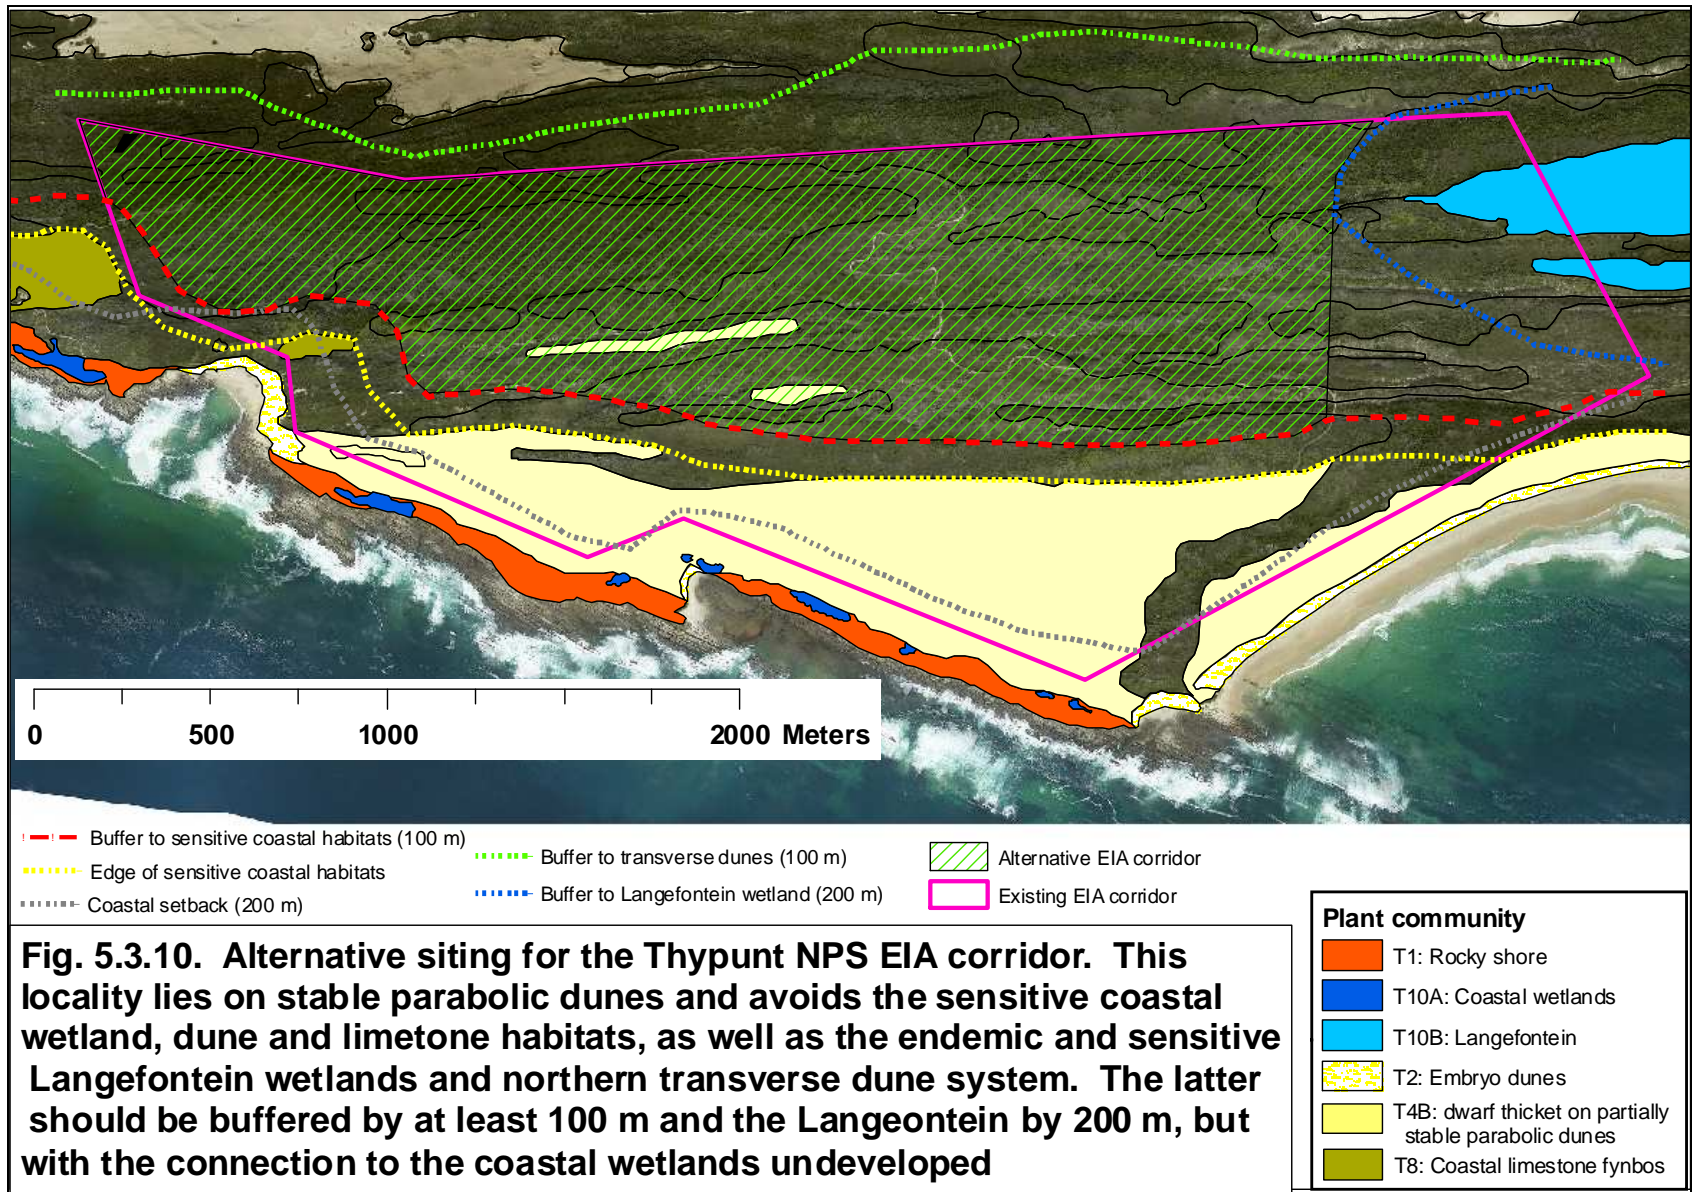 0 500 1000 2000 Meters
Buffer to sensitive coastal habitats (100 m)
Edge of sensitive coastal habitats
Coastal setback (200 m)
Buffer to transverse dunes (100 m)
Buffer to Langefontein wetland (200 m)
Alternative EIA corridor
Existing EIA corridor
Fig. 5.3.10. Alternative siting for the Thypunt NPS EIA corridor. This
locality lies on stable parabolic dunes and avoids the sensitive coastal
wetland, dune and limetone habitats, as well as the endemic and sensitive
Langefontein wetlands and northern transverse dune system. The latter
should be buffered by at least 100 m and the Langeontein by 200 m, but
with the connection to the coastal wetlands undeveloped
Plant community
T1: Rocky shore
T10A: Coastal wetlands
T10B: Langefontein
T2: Embryo dunes
T4B: dwarf thicket on partially
stable parabolic dunes
T8: Coastal limestone fynbos